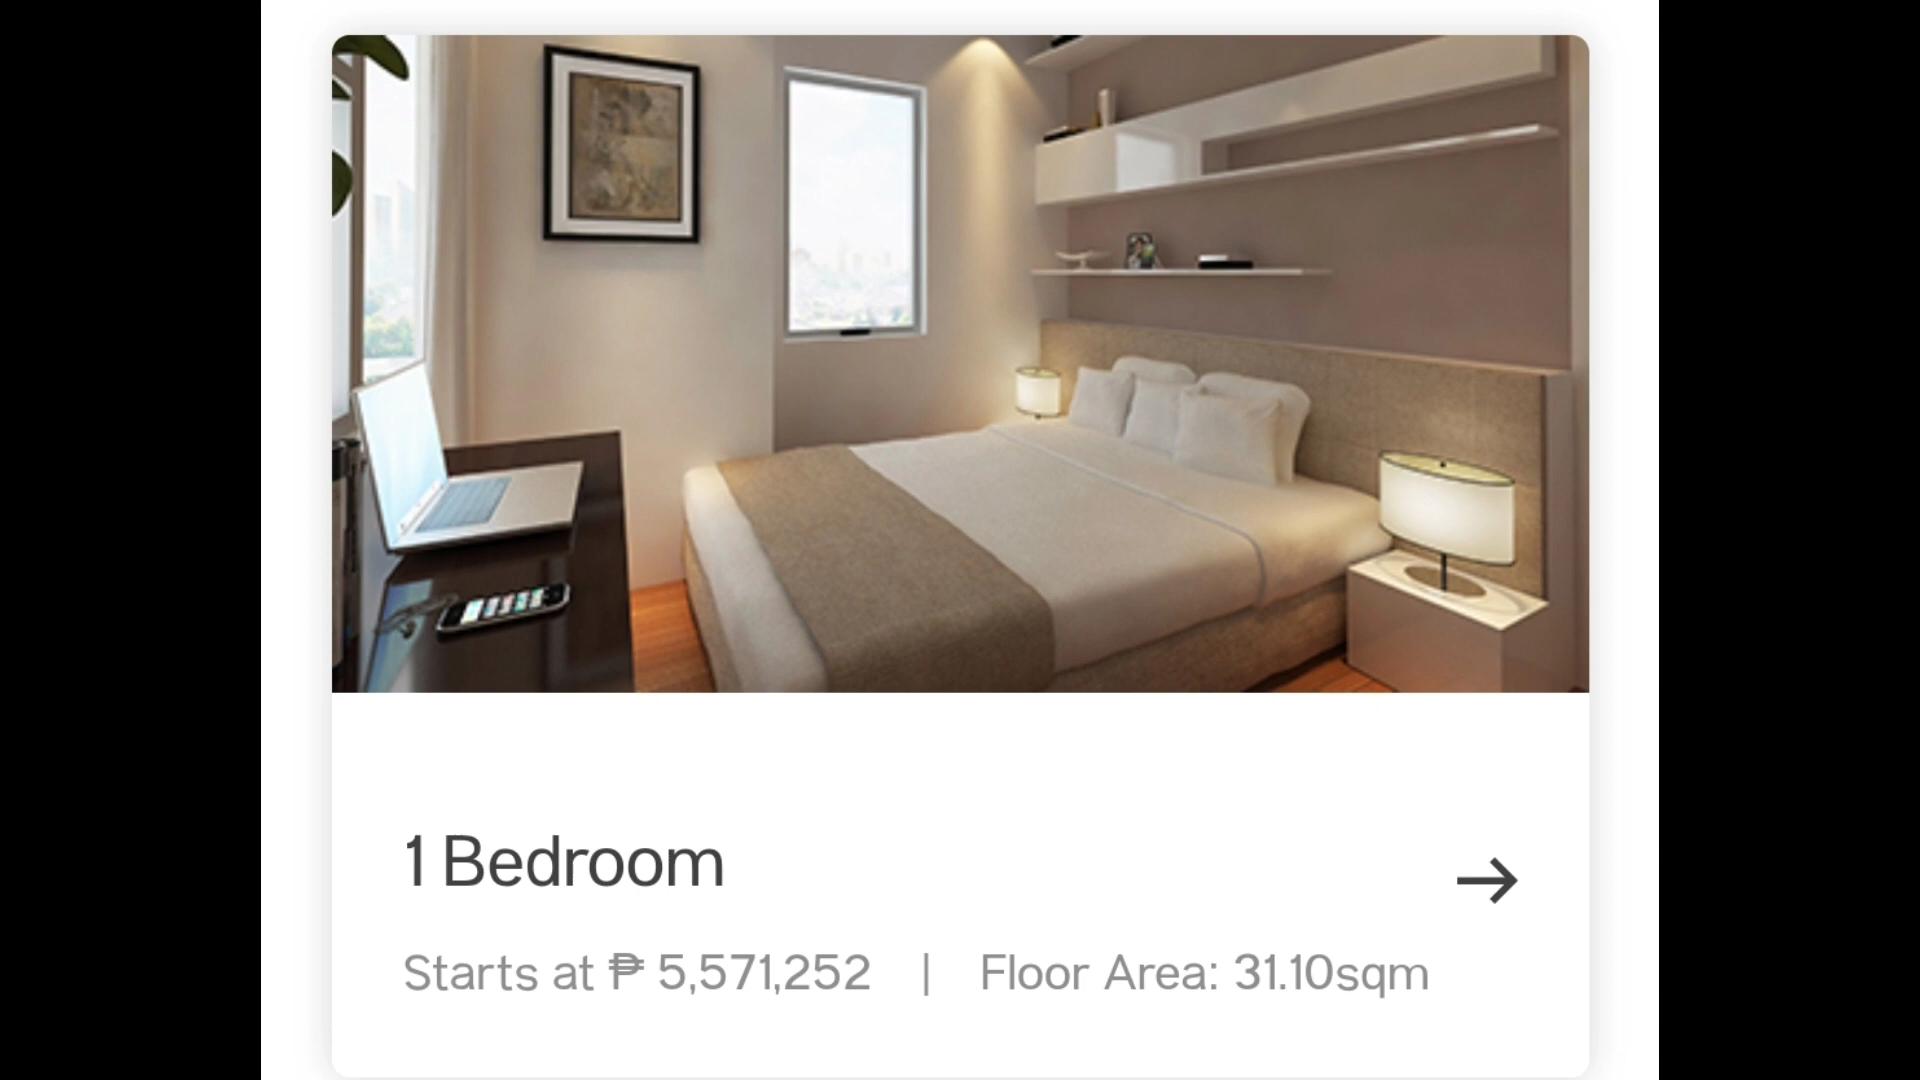 1 Bedroom
Starts at ₱ 5,571,252 | Floor Area: 31.10sqm